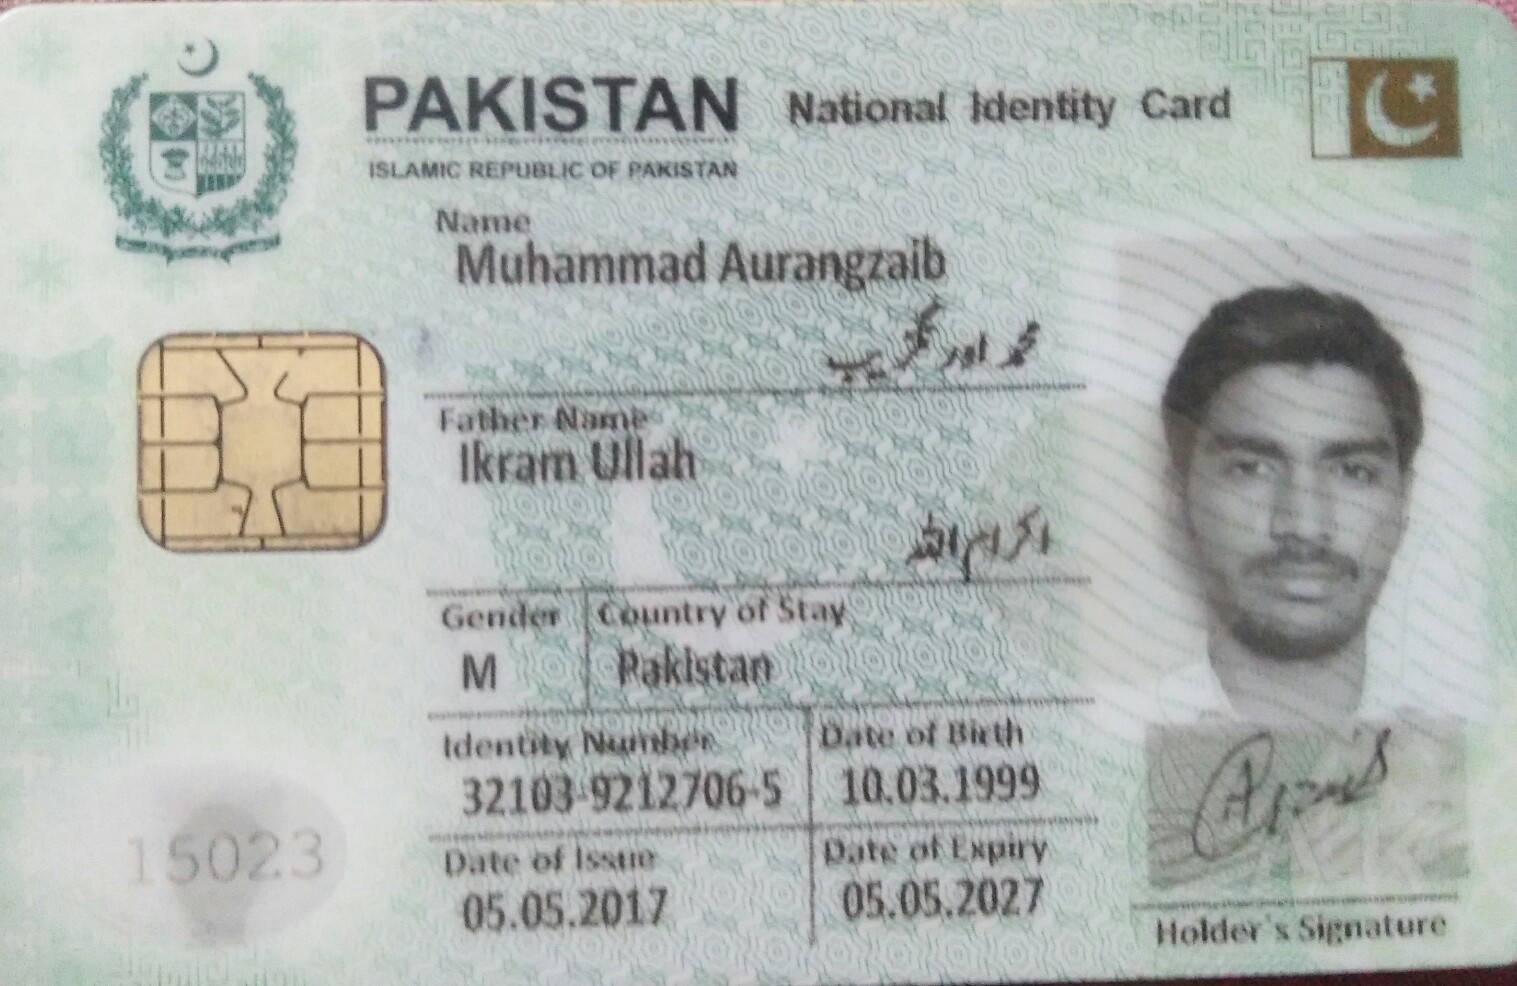 PAKISTAN National Identity Card
ISLAMIC REPUBLIC OF PAKISTAN
Name
Muhammad Aurangzaib
محمد اورنگزیب
Father Name
Ikram Ullah
اکرام اللہ
Gender Country of Stay
M Pakistan
Identity Number Date of Birth
32103-9212706-5 10.03.1999
Date of Issue Date of Expiry
05.05.2017 05.05.2027
15023
Holder's Signature